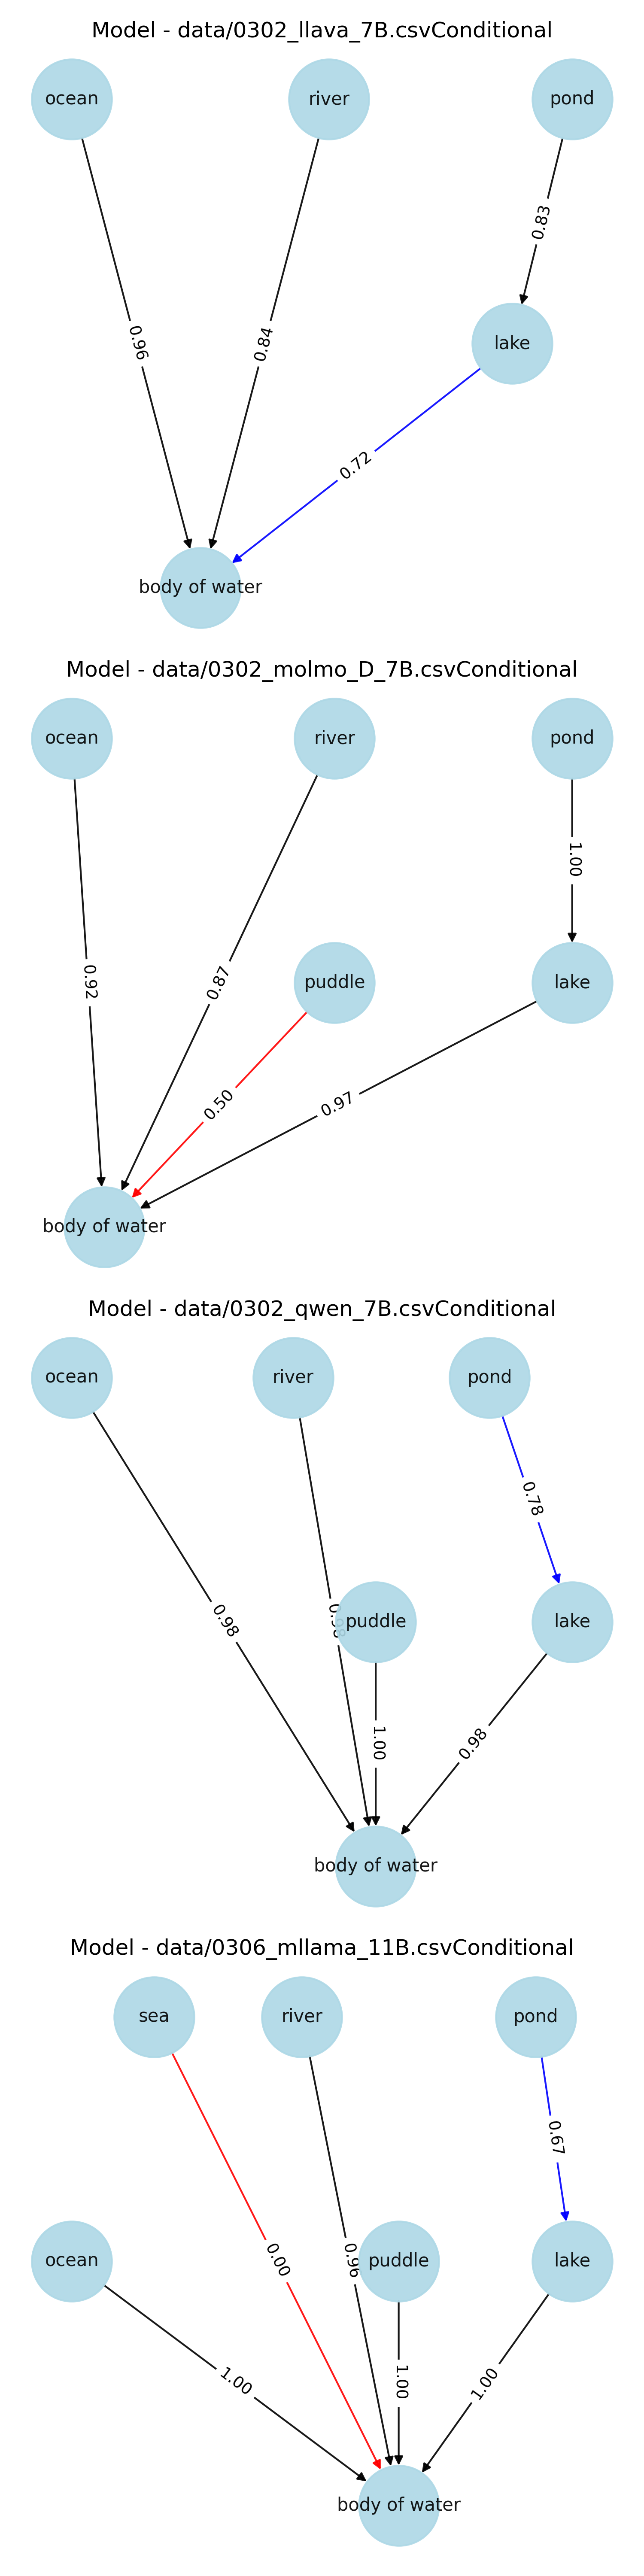 Model - data/0302_llava_7B.csvConditional
ocean
river
pond
0.83
lake
0.96
0.84
0.72
body of water
Model - data/0302_molmo_D_7B.csvConditional
ocean
river
pond
1.00
puddle
lake
0.92
0.87
0.50
0.97
body of water
Model - data/0302_qwen_7B.csvConditional
ocean
river
pond
0.78
puddle
lake
0.98
1.00
0.98
body of water
Model - data/0306_mllama_11B.csvConditional
sea
river
pond
0.67
ocean
0.00
0.96
puddle
lake
1.00
1.00
1.00
body of water